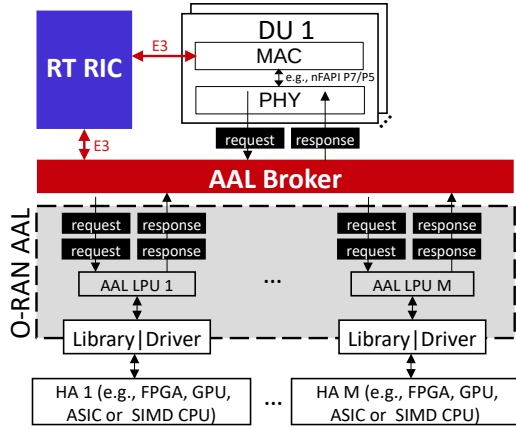 DU 1
RT RIC
E3
MAC
e.g., nFAPI P7/P5
PHY
request
response
E3
AAL Broker
O-RAN AAL
request
response
request
response
request
response
request
response
AAL LPU 1
...
AAL LPU M
Library|Driver
Library|Driver
HA 1 (e.g., FPGA, GPU,
ASIC or SIMD CPU)
...
HA M (e.g., FPGA, GPU,
ASIC or SIMD CPU)